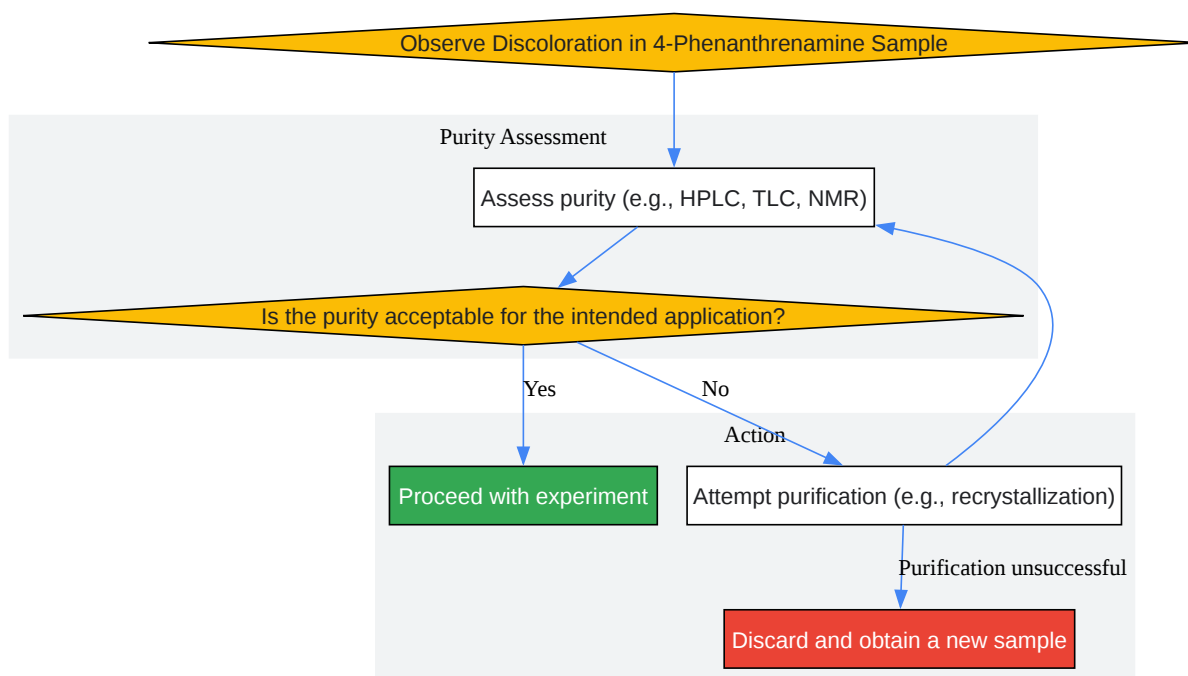 Observe Discoloration in 4-Phenanthrenamine Sample
Purity Assessment
Assess purity (e.g., HPLC, TLC, NMR)
Is the purity acceptable for the intended application?
Yes
No
Action
Proceed with experiment
Attempt purification (e.g., recrystallization)
Purification unsuccessful
Discard and obtain a new sample